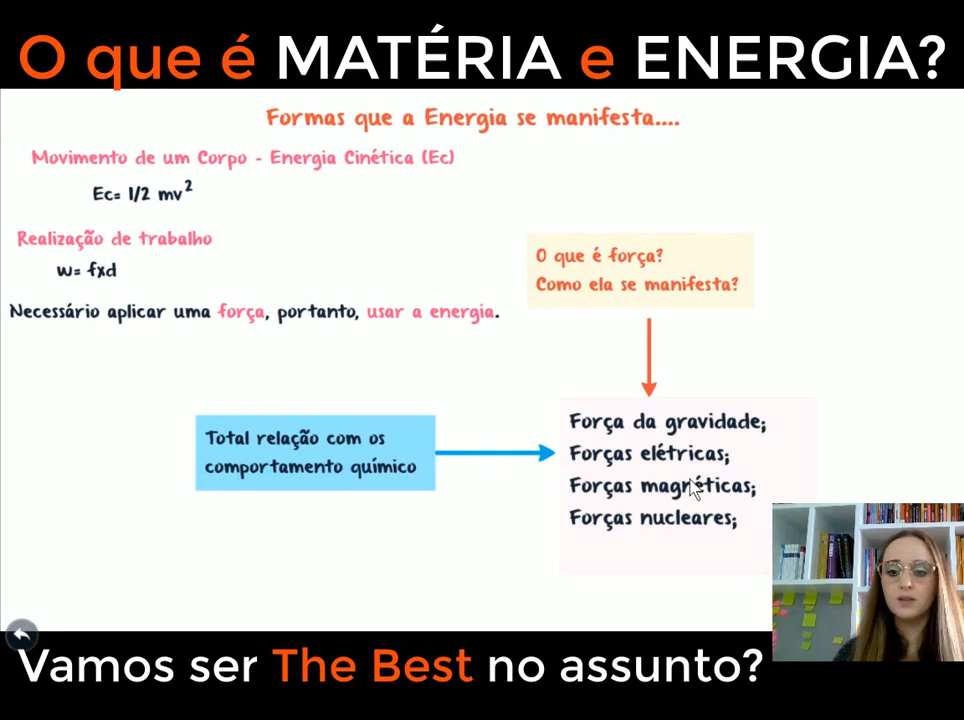 O que é MATÉRIA e ENERGIA?
Formas que a Energia se manifesta....
Movimento de um Corpo - Energia Cinética (Ec)
Ec= 1/2 mv²
Realização de trabalho
w= fxd
Necessário aplicar uma força, portanto, usar a energia.
O que é força?
Como ela se manifesta?
Total relação com os
comportamento químico
Força da gravidade;
Forças elétricas;
Forças magnéticas;
Forças nucleares;
Vamos ser The Best no assunto?